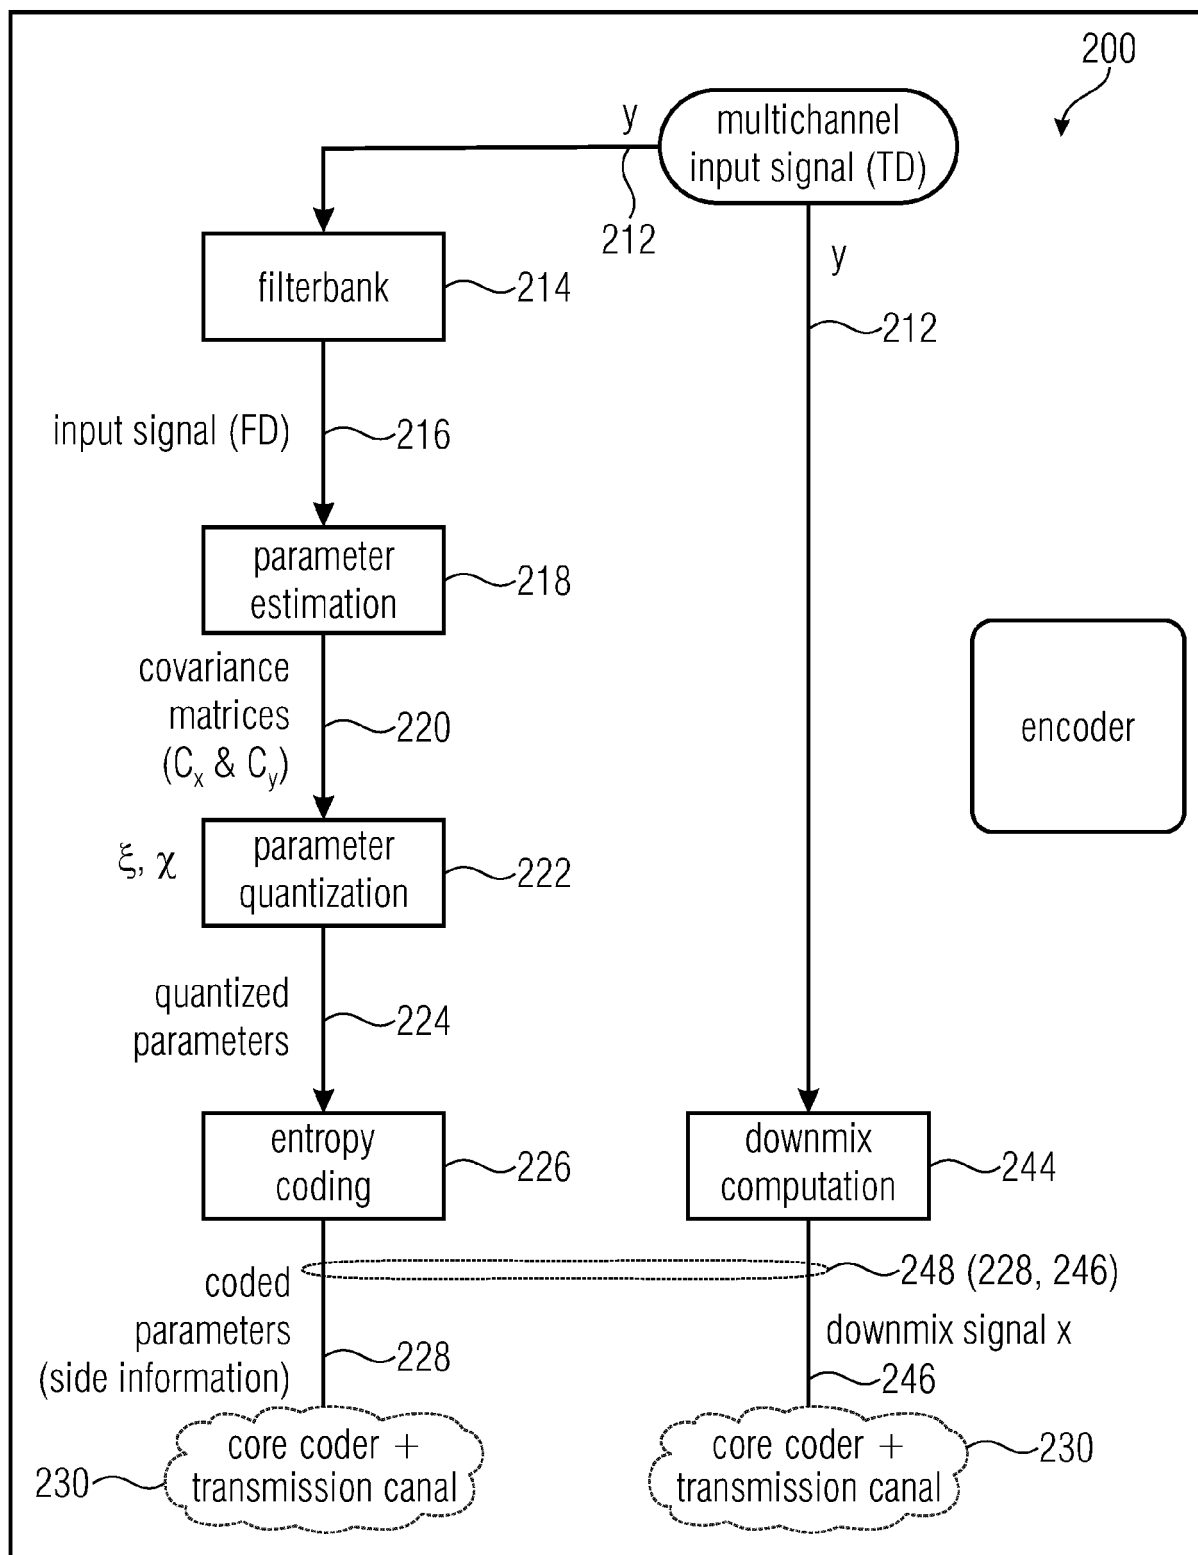 200
multichannel
input signal (TD)
y
212
y
212
filterbank
214
input signal (FD)
216
parameter
estimation
218
covariance
matrices
(Cx & Cy)
220
encoder
ξ, χ
parameter
quantization
222
quantized
parameters
224
entropy
coding
226
downmix
computation
244
248 (228, 246)
coded
parameters
(side information)
228
downmix signal x
246
core coder +
transmission canal
230
core coder +
transmission canal
230